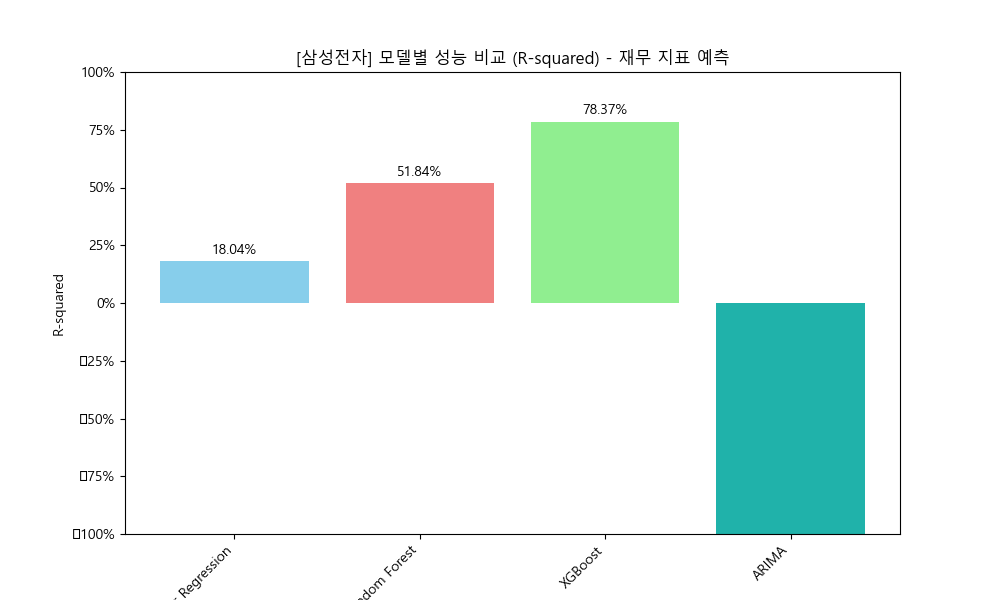 [삼성전자] 모델별 성능 비교 (R-squared) - 재무 지표 예측
100%
75%
50%
25%
0%
▯25%
▯50%
▯75%
▯100%
R-squared
18.04%
51.84%
78.37%
Regression
dom Forest
XGBoost
ARIMA